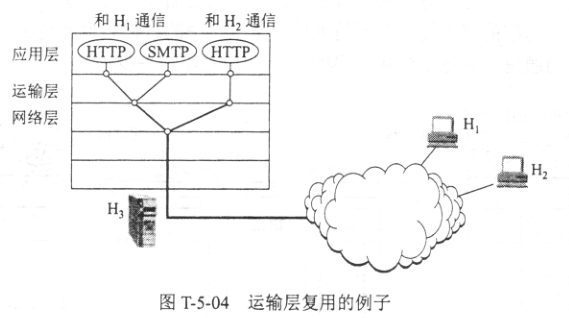 和 H₁ 通信 和 H₂ 通信
应用层 HTTP SMTP HTTP
运输层
网络层
H₁
H₂
H₃
图 T-5-04 运输层复用的例子